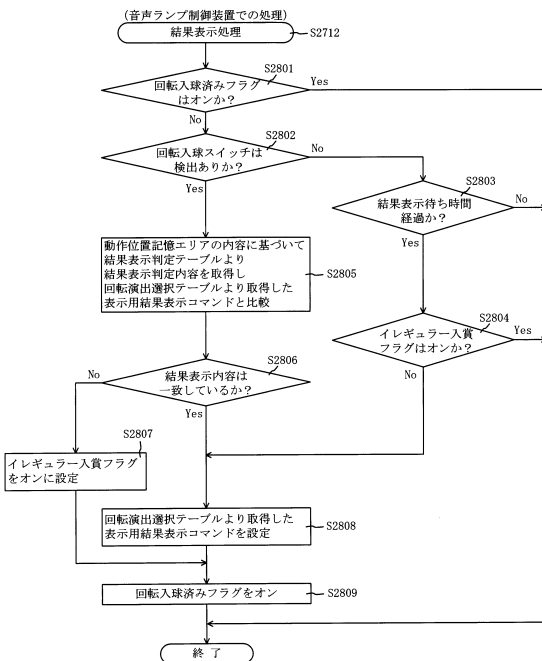 (音声ランプ制御装置での処理)
結果表示処理
S2712
S2801
回転入球済みフラグ
はオンか?
Yes
No
S2802
回転入球スイッチは
検出ありか?
No
Yes
S2803
結果表示待ち時間
経過か?
No
Yes
動作位置記憶エリアの内容に基づいて
結果表示判定テーブルより
結果表示判定内容を取得し
回転演出選択テーブルより取得した
表示用結果表示コマンドと比較
S2805
S2804
イレギュラー入賞
フラグはオンか?
Yes
No
S2806
結果表示内容は
一致しているか?
No
Yes
S2807
イレギュラー入賞フラグ
をオンに設定
回転演出選択テーブルより取得した
表示用結果表示コマンドを設定
S2808
回転入球済みフラグをオン
S2809
終了